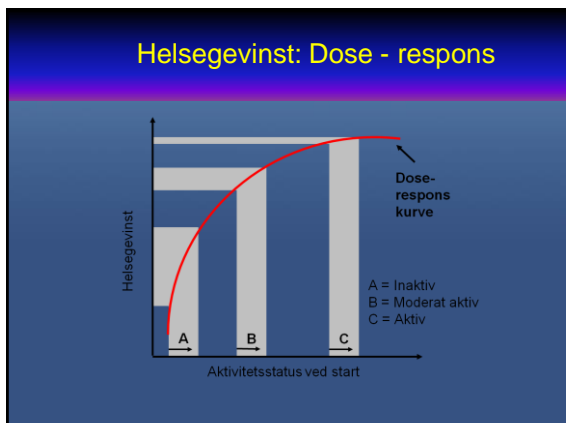 Helsegevinst: Dose - respons
Helsegevinst
Dose-
respons
kurve
A = Inaktiv
B = Moderat aktiv
C = Aktiv
A
B
C
Aktivitetsstatus ved start